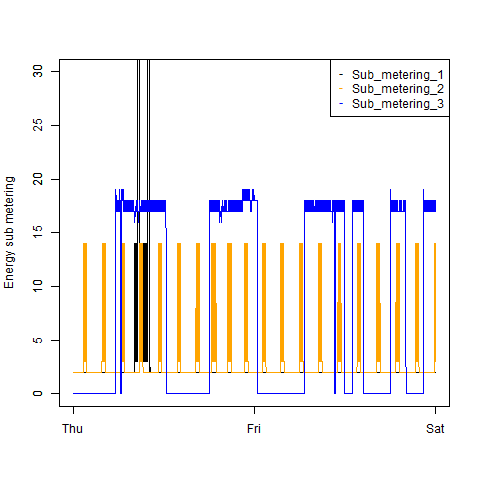 Sub_metering_1
Sub_metering_2
Sub_metering_3
Energy sub metering
30
25
20
15
10
5
0
Thu Fri Sat